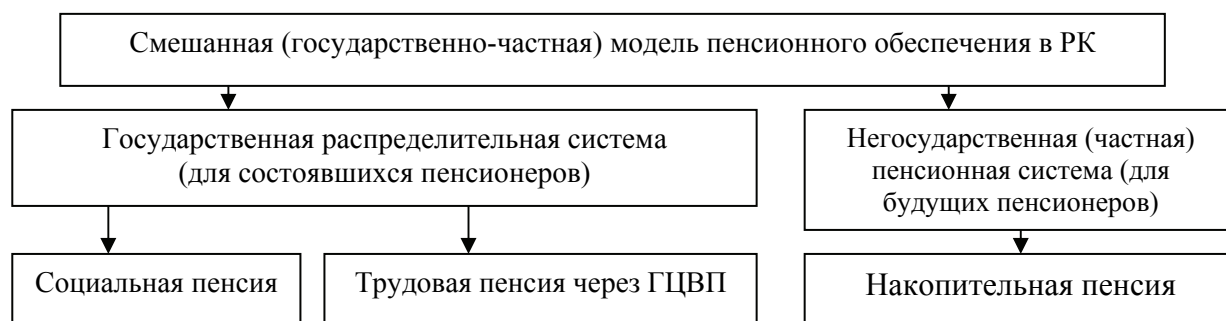 Смешанная (государственно-частная) модель пенсионного обеспечения в РК
Государственная распределительная система
(для состоявшихся пенсионеров)
Негосударственная (частная)
пенсионная система (для
будущих пенсионеров)
Социальная пенсия
Трудовая пенсия через ГЦВП
Накопительная пенсия